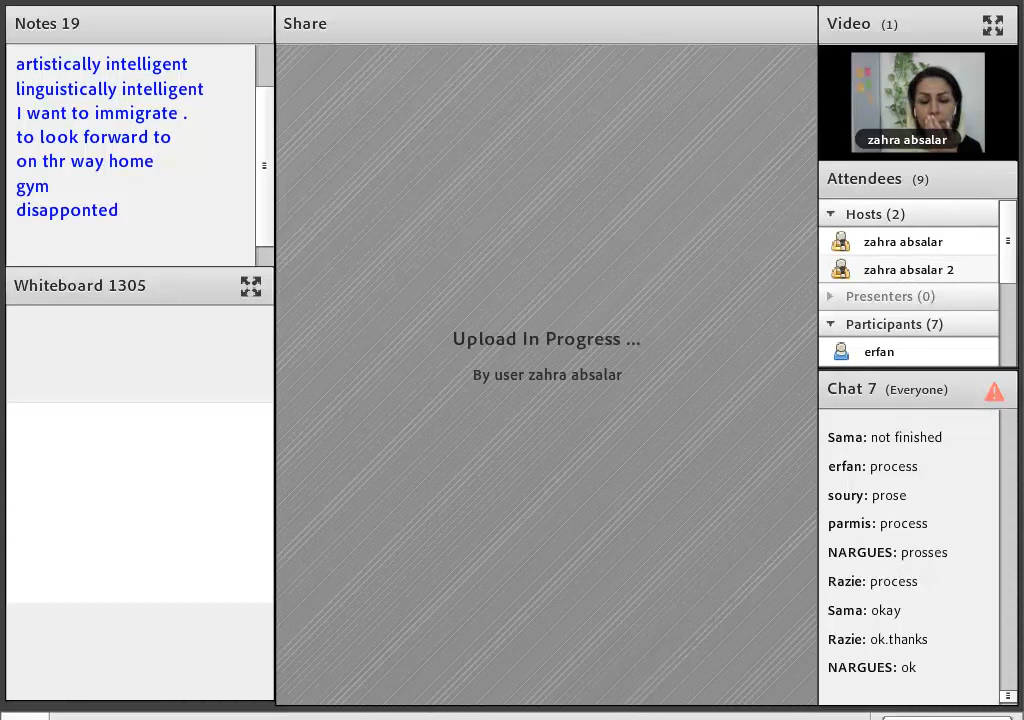 Notes 19
artistically intelligent
linguistically intelligent
I want to immigrate .
to look forward to
on thr way home
gym
disapponted
Whiteboard 1305
Share
Upload In Progress ...
By user zahra absalar
Video (1)
zahra absalar
Attendees (9)
Hosts (2)
zahra absalar
zahra absalar 2
Presenters (0)
Participants (7)
erfan
Chat 7 (Everyone)
Sama: not finished
erfan: process
soury: prose
parmis: process
NARGUES: prosses
Razie: process
Sama: okay
Razie: ok.thanks
NARGUES: ok